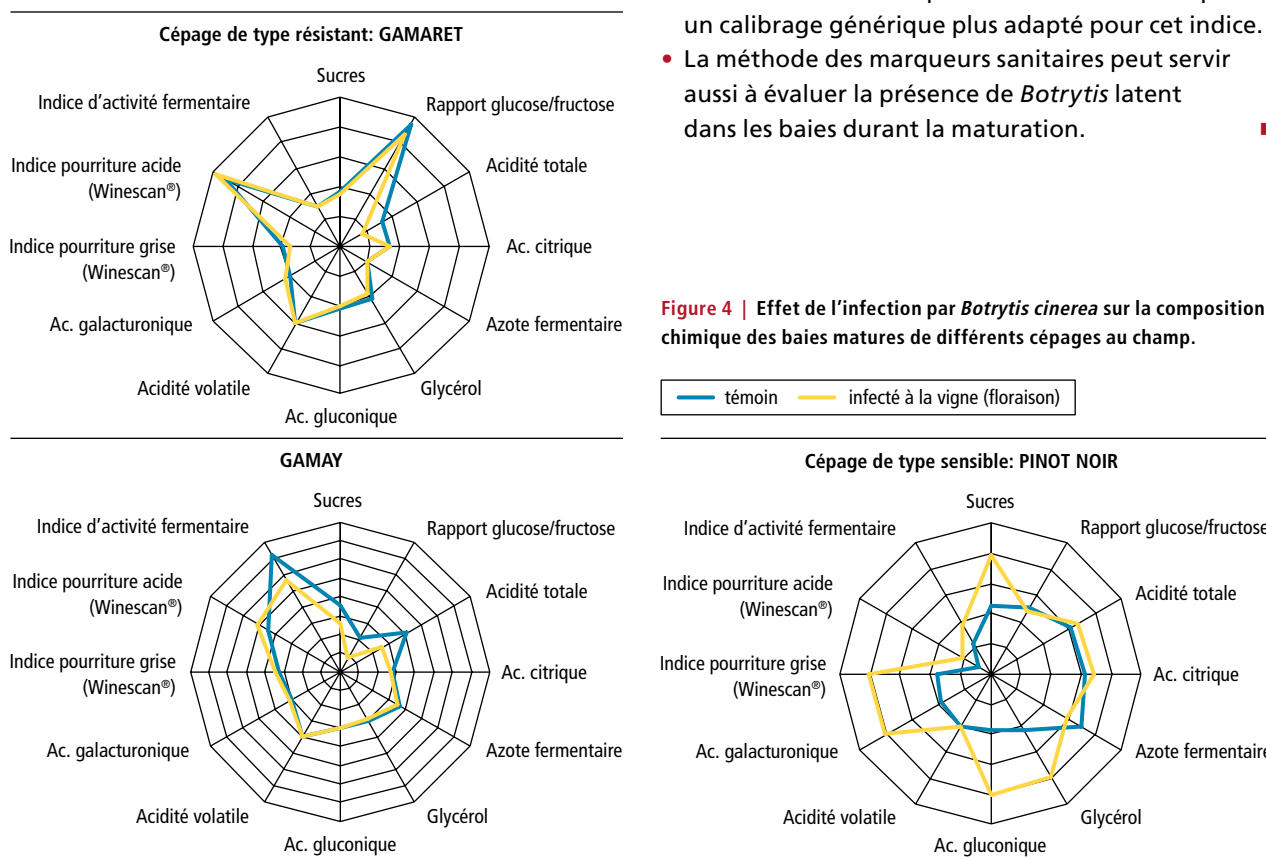 un calibrage générique plus adapté pour cet indice.
• La méthode des marqueurs sanitaires peut servir
aussi à évaluer la présence de Botrytis latent
dans les baies durant la maturation.
Cépage de type résistant: GAMARET
Sucres
Rapport glucose/fructose
Acidité totale
Ac. citrique
Azote fermentaire
Glycérol
Ac. gluconique
Acidité volatile
Ac. galacturonique
Indice pourriture grise
(Winescan®)
Indice pourriture acide
(Winescan®)
Indice d'activité fermentaire
Figure 4 | Effet de l'infection par Botrytis cinerea sur la composition
chimique des baies matures de différents cépages au champ.
témoin
infecté à la vigne (floraison)
GAMAY
Sucres
Rapport glucose/fructose
Acidité totale
Ac. citrique
Azote fermentaire
Glycérol
Ac. gluconique
Acidité volatile
Ac. galacturonique
Indice pourriture grise
(Winescan®)
Indice pourriture acide
(Winescan®)
Indice d'activité fermentaire
Cépage de type sensible: PINOT NOIR
Sucres
Rapport glucose/fructose
Acidité totale
Ac. citrique
Azote fermentaire
Glycérol
Ac. gluconique
Acidité volatile
Ac. galacturonique
Indice pourriture grise
(Winescan®)
Indice pourriture acide
(Winescan®)
Indice d'activité fermentaire